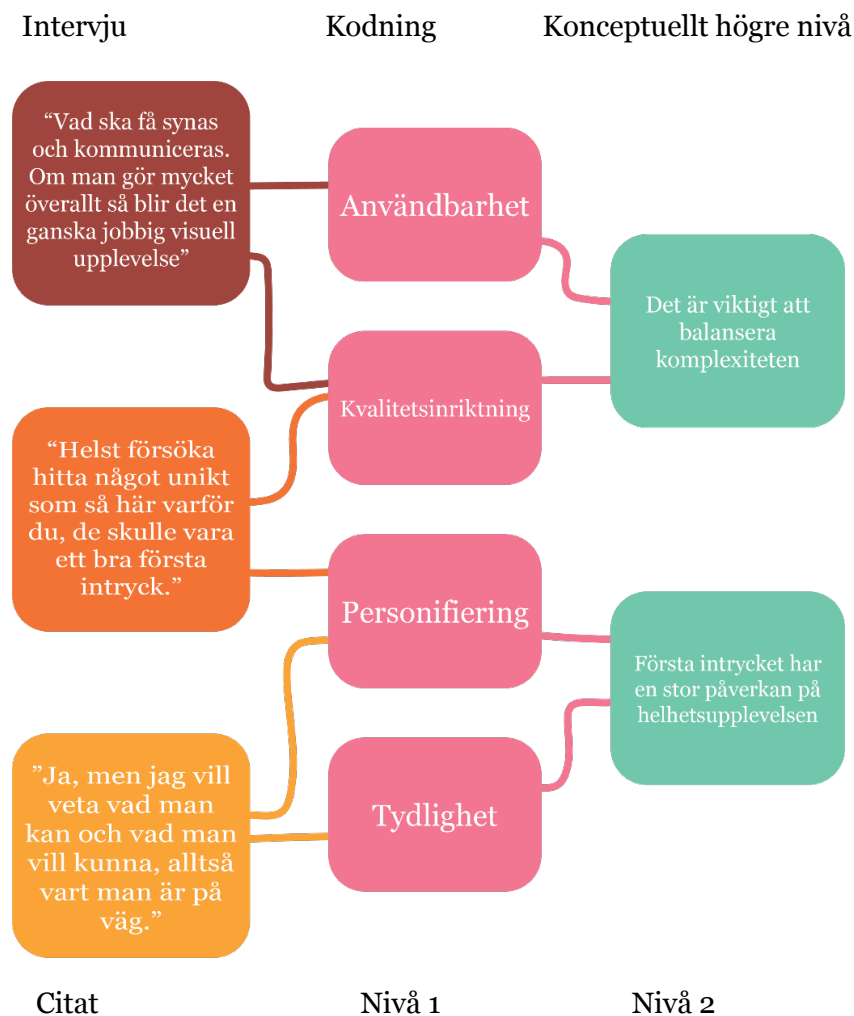 Intervju
Kodning
Konceptuellt högre nivå
“Vad ska få synas
och kommuniceras.
Om man gör mycket
överallt så blir det en
ganska jobbig visuell
upplevelse”
“Helst försöka
hitta något unikt
som så här varför
du, de skulle vara
ett bra första
intryck.”
”Ja, men jag vill
veta vad man
kan och vad man
vill kunna, alltså
vart man är på
väg.”
Användbarhet
Kvalitetsinriktning
Personifiering
Tydlighet
Det är viktigt att
balansera
komplexiteten
Första intrycket har
en stor påverkan på
helhetsupplevelsen
Citat
Nivå 1
Nivå 2